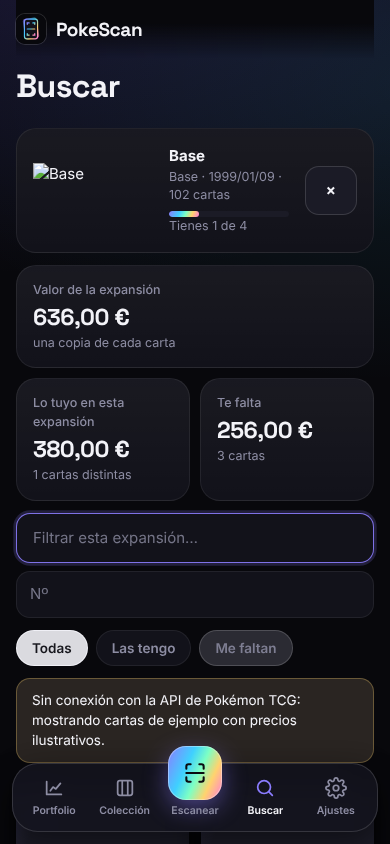 PokeScan
Buscar
Base
Base
Base · 1999/01/09 ·
102 cartas
Tienes 1 de 4
×
Valor de la expansión
636,00 €
una copia de cada carta
Lo tuyo en esta
expansión
380,00 €
1 cartas distintas
Te falta
256,00 €
3 cartas
Filtrar esta expansión...
Nº
Todas
Las tengo
Me faltan
Sin conexión con la API de Pokémon TCG:
mostrando cartas de ejemplo con precios
ilustrativos.
Portfolio
Colección
Escanear
Buscar
Ajustes